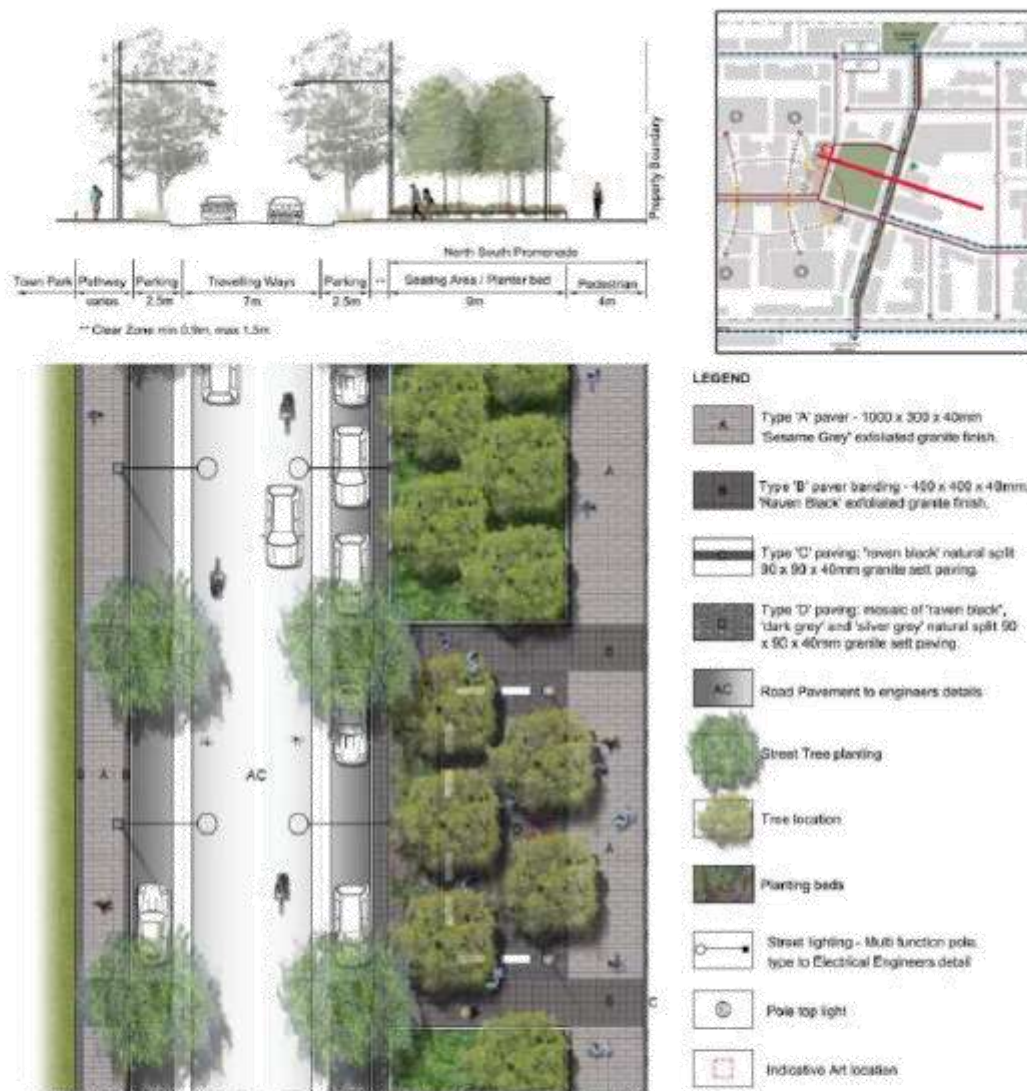 Property Boundary
North South Promenade
Town Park
Pathway
Parking
Travelling Ways
Parking
**
Seating Area / Planter bed
Pedestrian
varies
2.5m
7m
2.5m
9m
4m
** Clear Zone min 0.9m, max 1.5m
LEGEND
A
Type 'A' paver - 1000 x 300 x 40mm
'Sesame Grey' exfoliated granite finish.
B
Type 'B' paver banding - 400 x 400 x 40mm
'Raven Black' exfoliated granite finish.
Type 'C' paving: 'raven black' natural split
90 x 90 x 40mm granite sett paving.
D
Type 'D' paving: mosaic of 'raven black',
'dark grey' and 'silver grey' natural split 90
x 90 x 40mm granite sett paving.
AC
Road Pavement to engineers details
Street Tree planting
Tree location
Planting beds
Street lighting - Multi function pole,
type to Electrical Engineers detail
Pole top light
Indicative Art location
A
B
B A B
AC
A
B
C